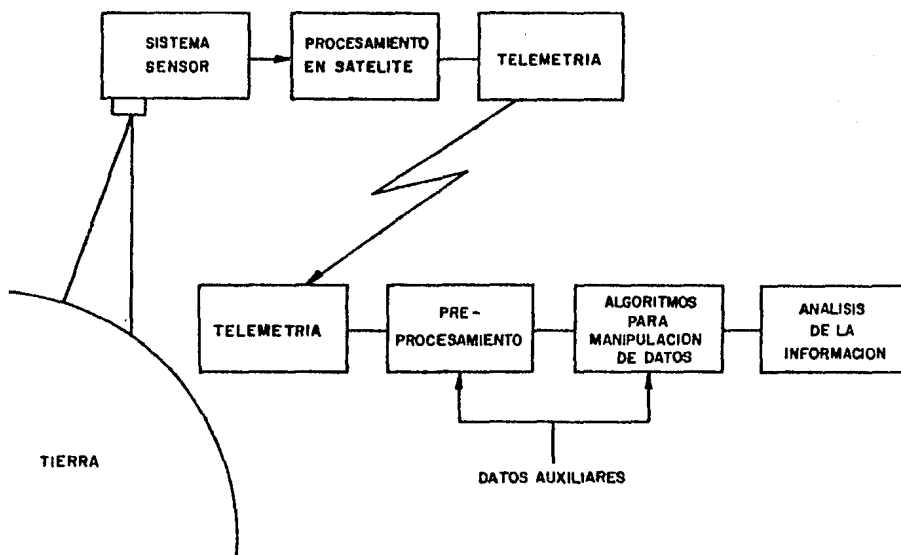 SISTEMA
SENSOR
PROCESAMIENTO
EN SATELITE
TELEMETRIA
TELEMETRIA
PRE-
PROCESAMIENTO
ALGORITMOS
PARA
MANIPULACION
DE DATOS
ANALISIS
DE LA
INFORMACION
TIERRA
DATOS AUXILIARES